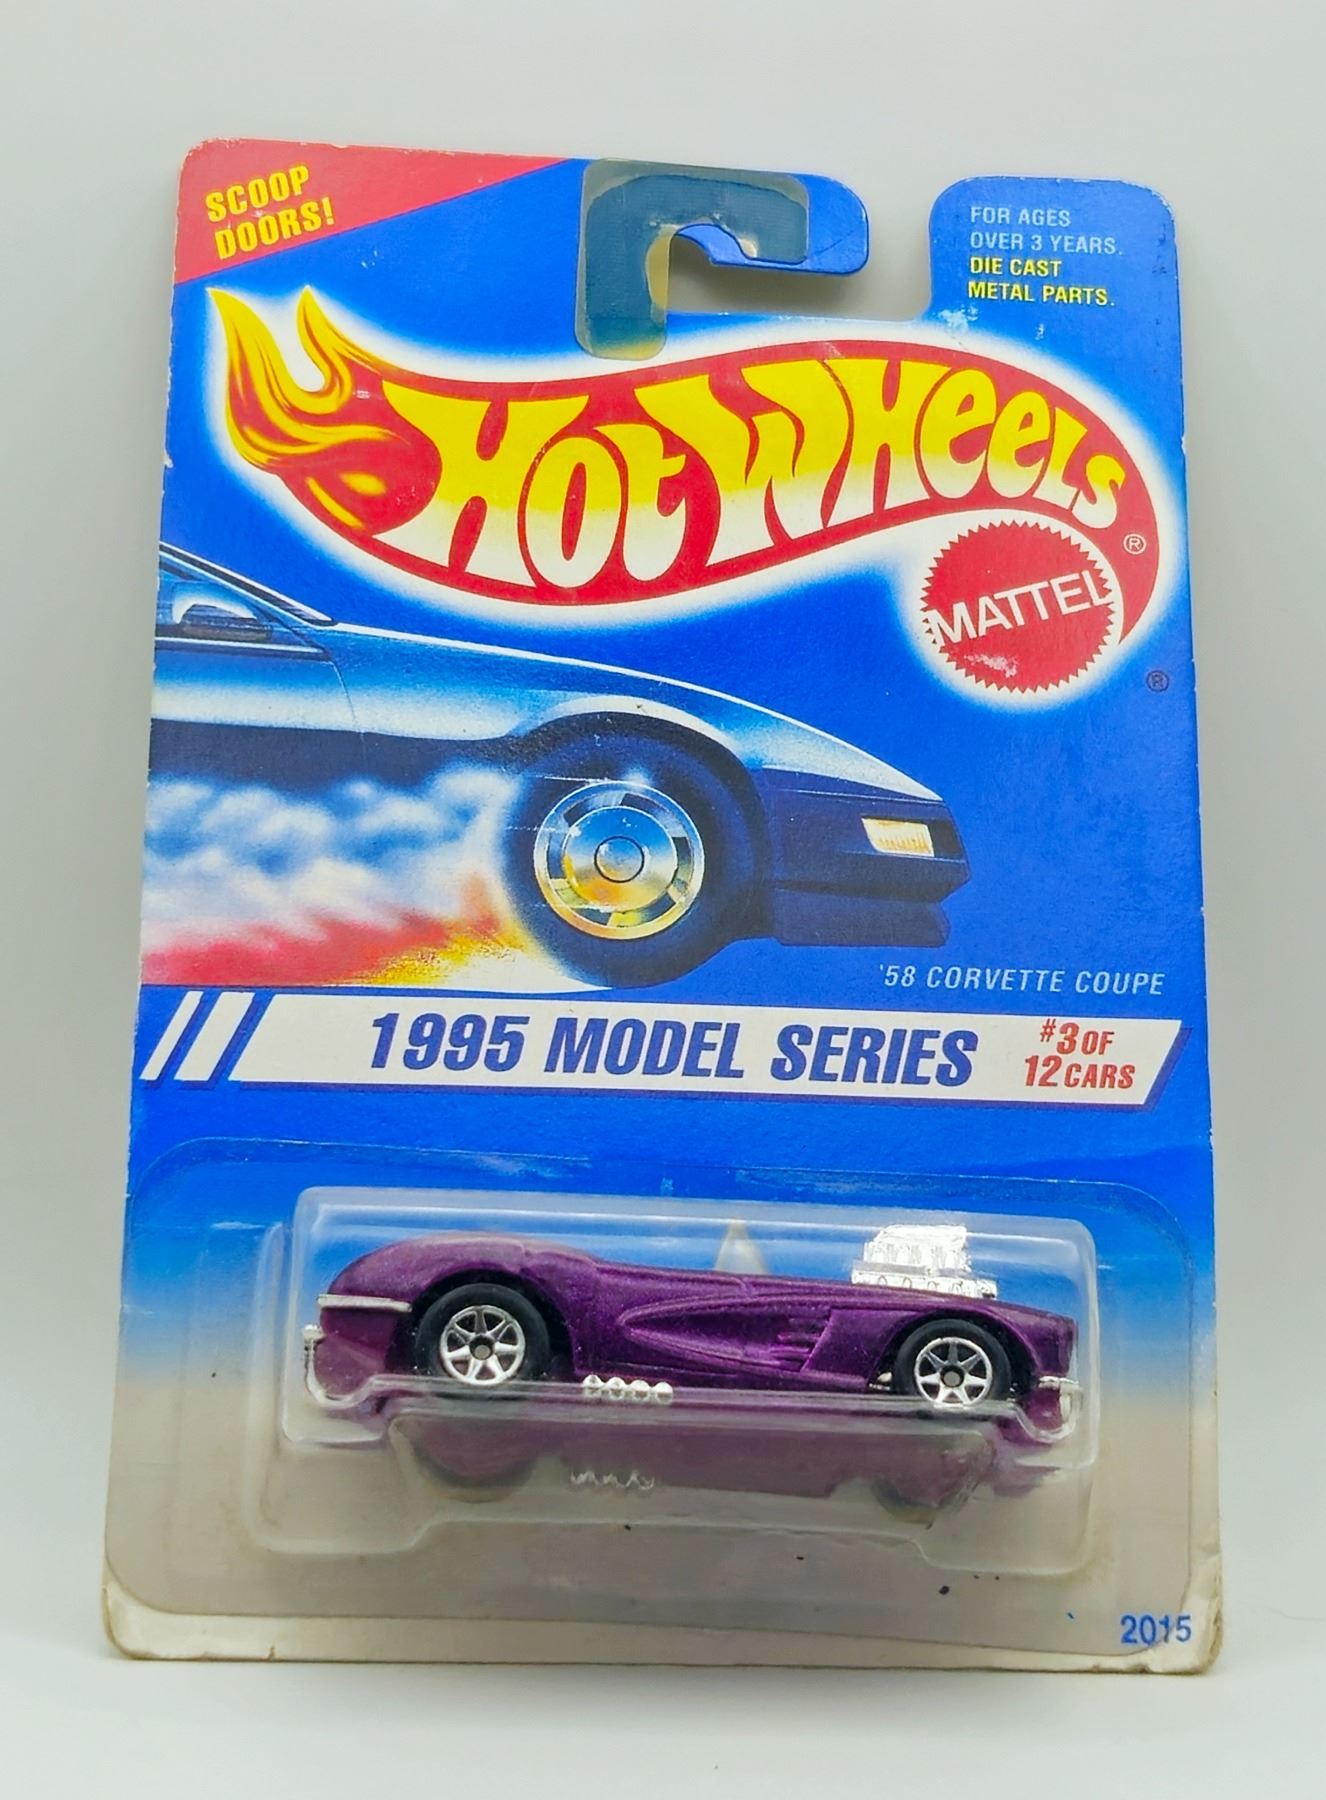 SCOOP
DOORS!
FOR AGES
OVER 3 YEARS.
DIE CAST
METAL PARTS.
HOT WHEELS ®
MATTEL
®
'58 CORVETTE COUPE
1995 MODEL SERIES
#3 OF
12 CARS
2015